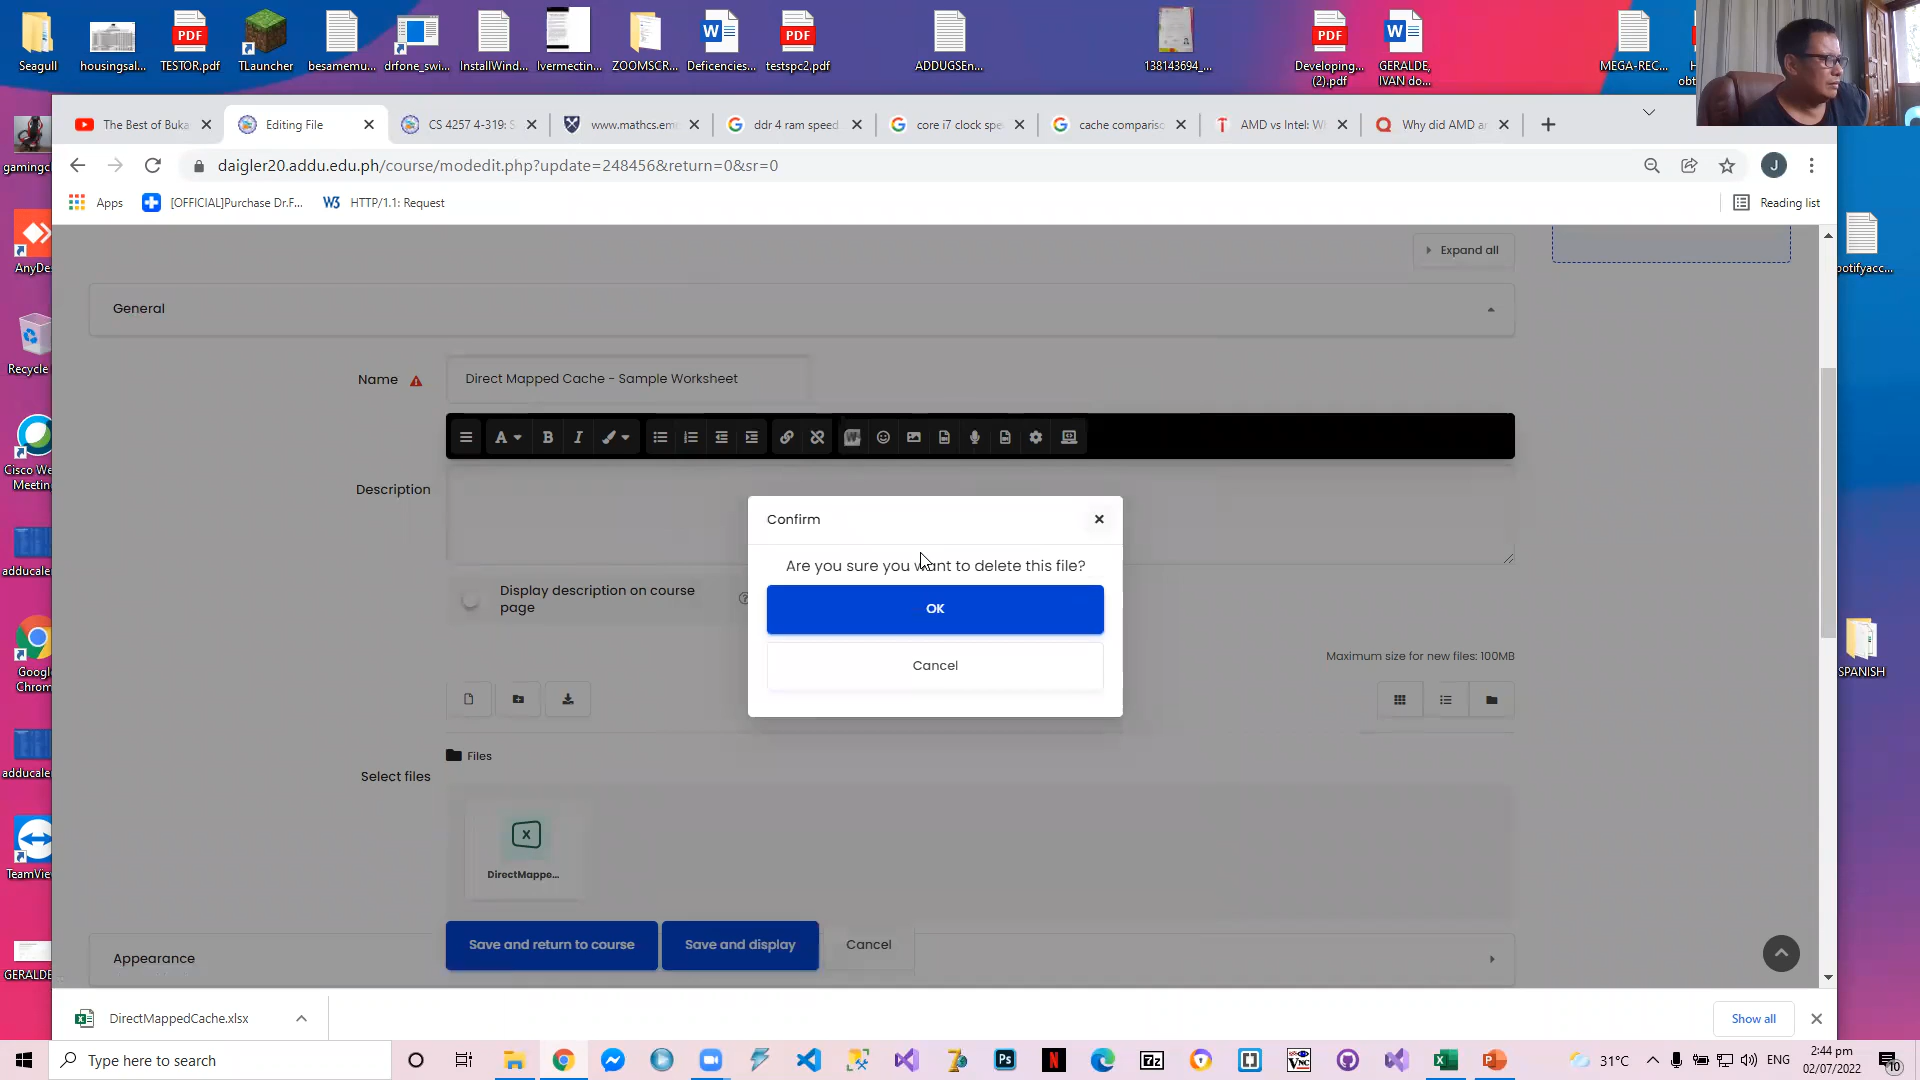 Seagull
housingsal...
TESTOR.pdf
TLauncher
besamemu...
drfone_swi...
InstallWind...
Ivermectin...
ZOOMSCR...
Deficencies...
testspc2.pdf
ADDUGSEn...
138143694_...
Developing...
(2).pdf
GERALDE,
IVAN do...
MEGA-REC...
The Best of Buka
Editing File
CS 4257 4-319: S
www.mathcs.em
ddr 4 ram speed
core i7 clock spe
cache compariso
AMD vs Intel: W
Why did AMD a
daigler20.addu.edu.ph/course/modedit.php?update=248456&return=0&sr=0
J
Apps
[OFFICIAL]Purchase Dr.F...
HTTP/1.1: Request
Reading list
Expand all
General
Name
Direct Mapped Cache - Sample Worksheet
Description
Confirm
Are you sure you want to delete this file?
OK
Cancel
Display description on course
page
Maximum size for new files: 100MB
Files
Select files
DirectMappe...
Save and return to course
Save and display
Cancel
Appearance
DirectMappedCache.xlsx
Show all
gamingcl
AnyDes
Recycle
Cisco We
Meetin
adducale
Google
Chrom
adducale
TeamVie
GERALDE
potifyacc...
SPANISH
Type here to search
31°C
ENG
2:44 pm
02/07/2022
10